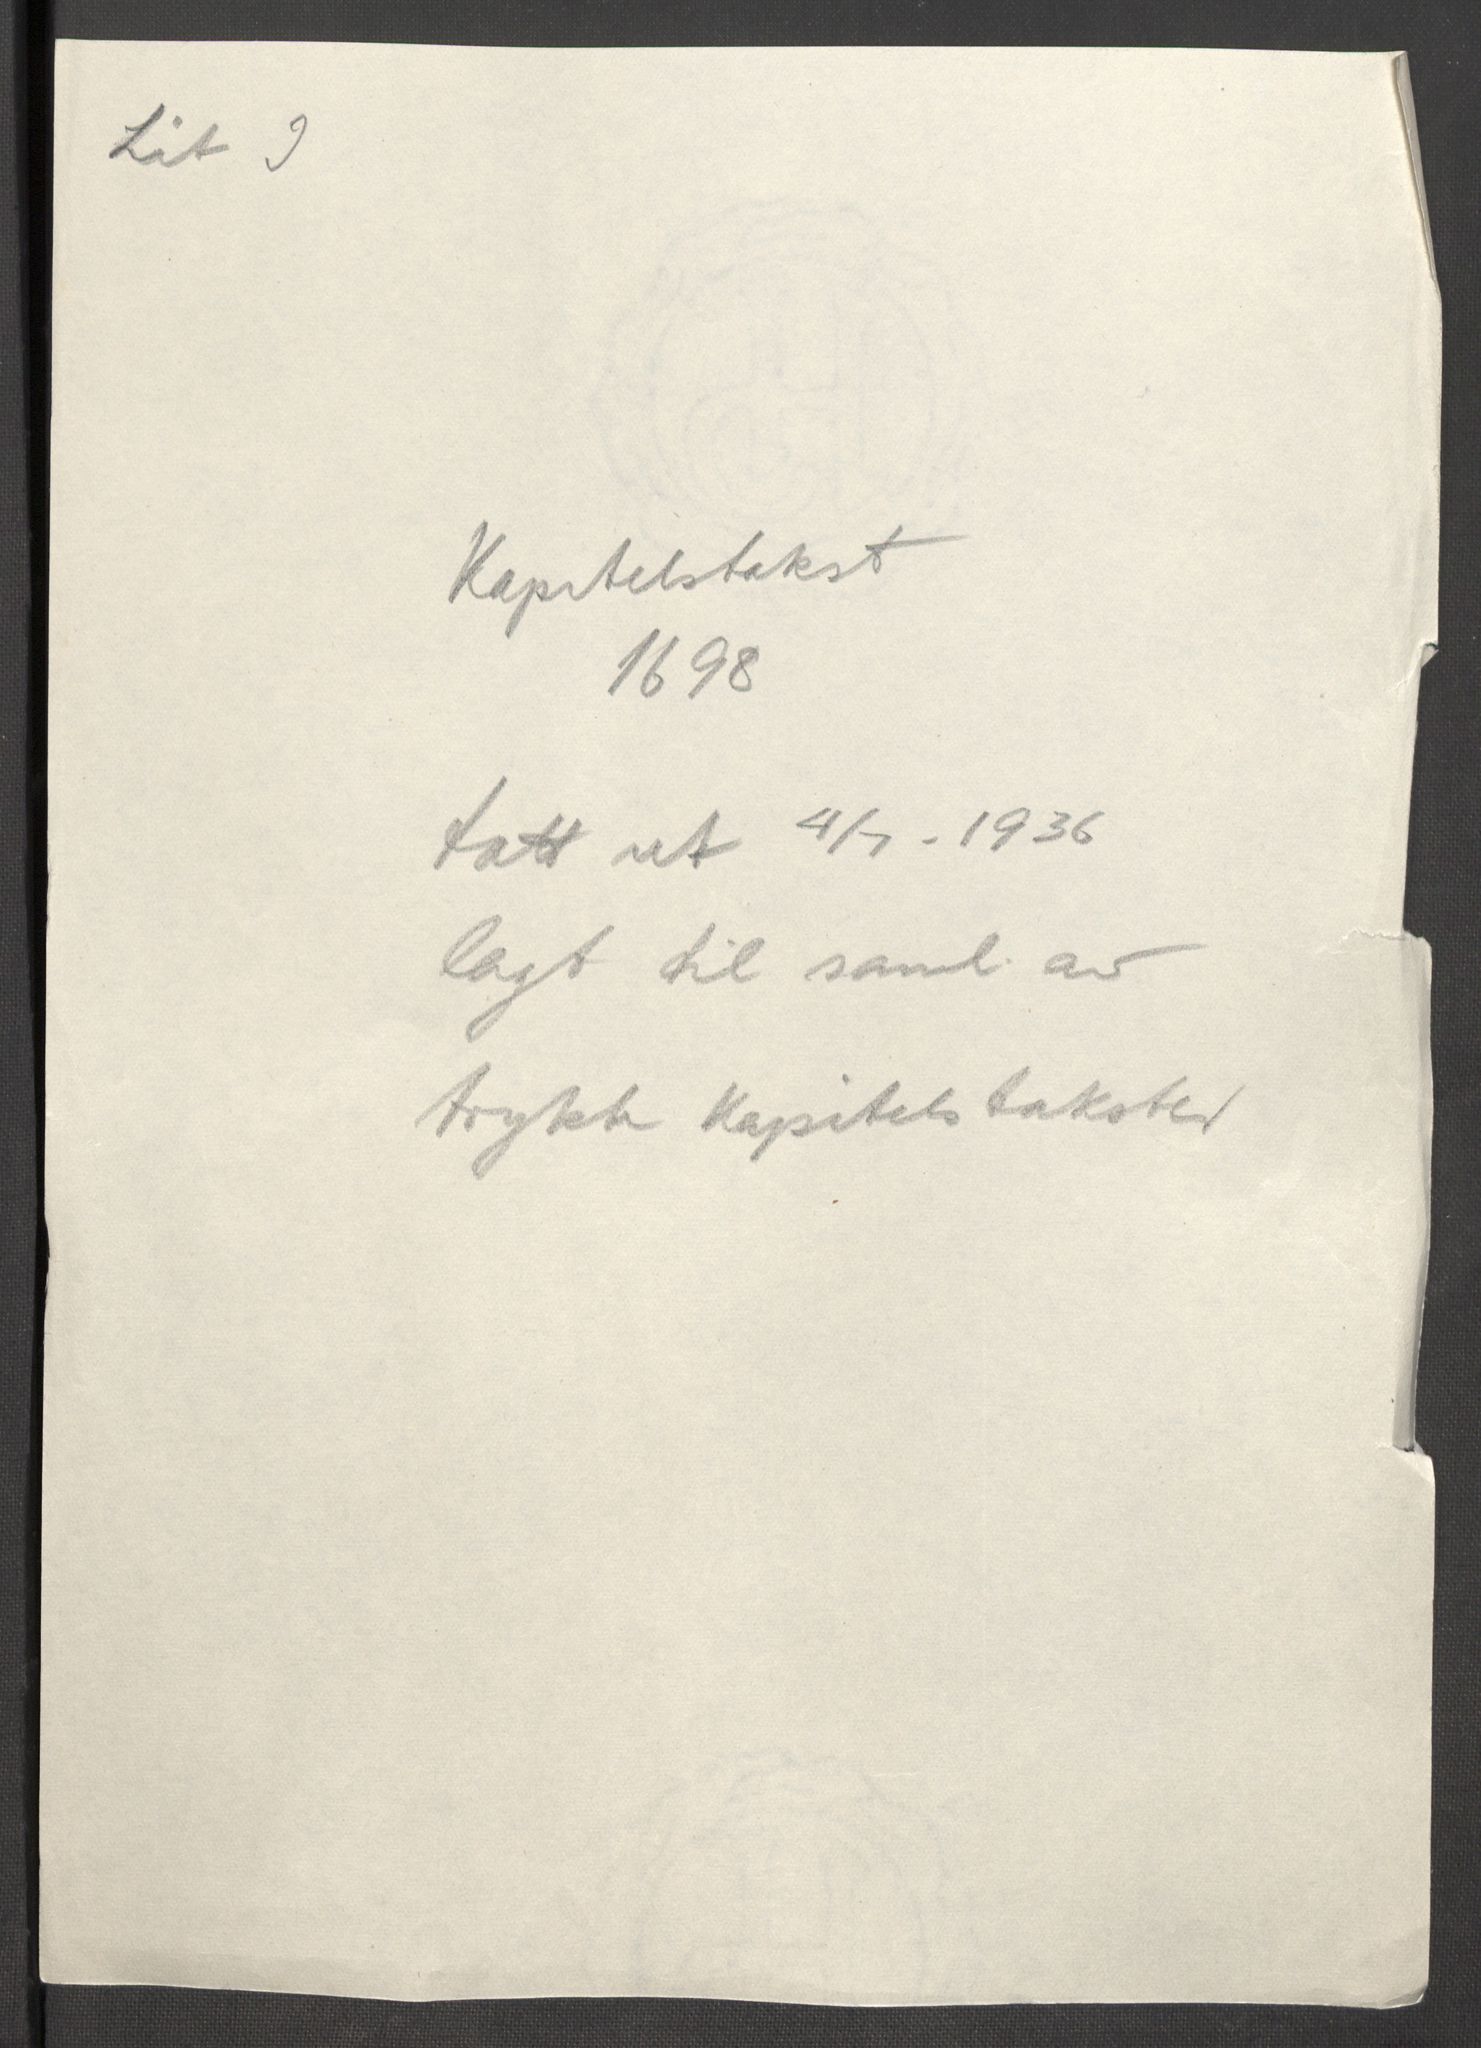 Lit 9
Kapitelstakst
1698
tatt ut 4/7 - 1936
lagt til saml. av
trykte kapitelstakster